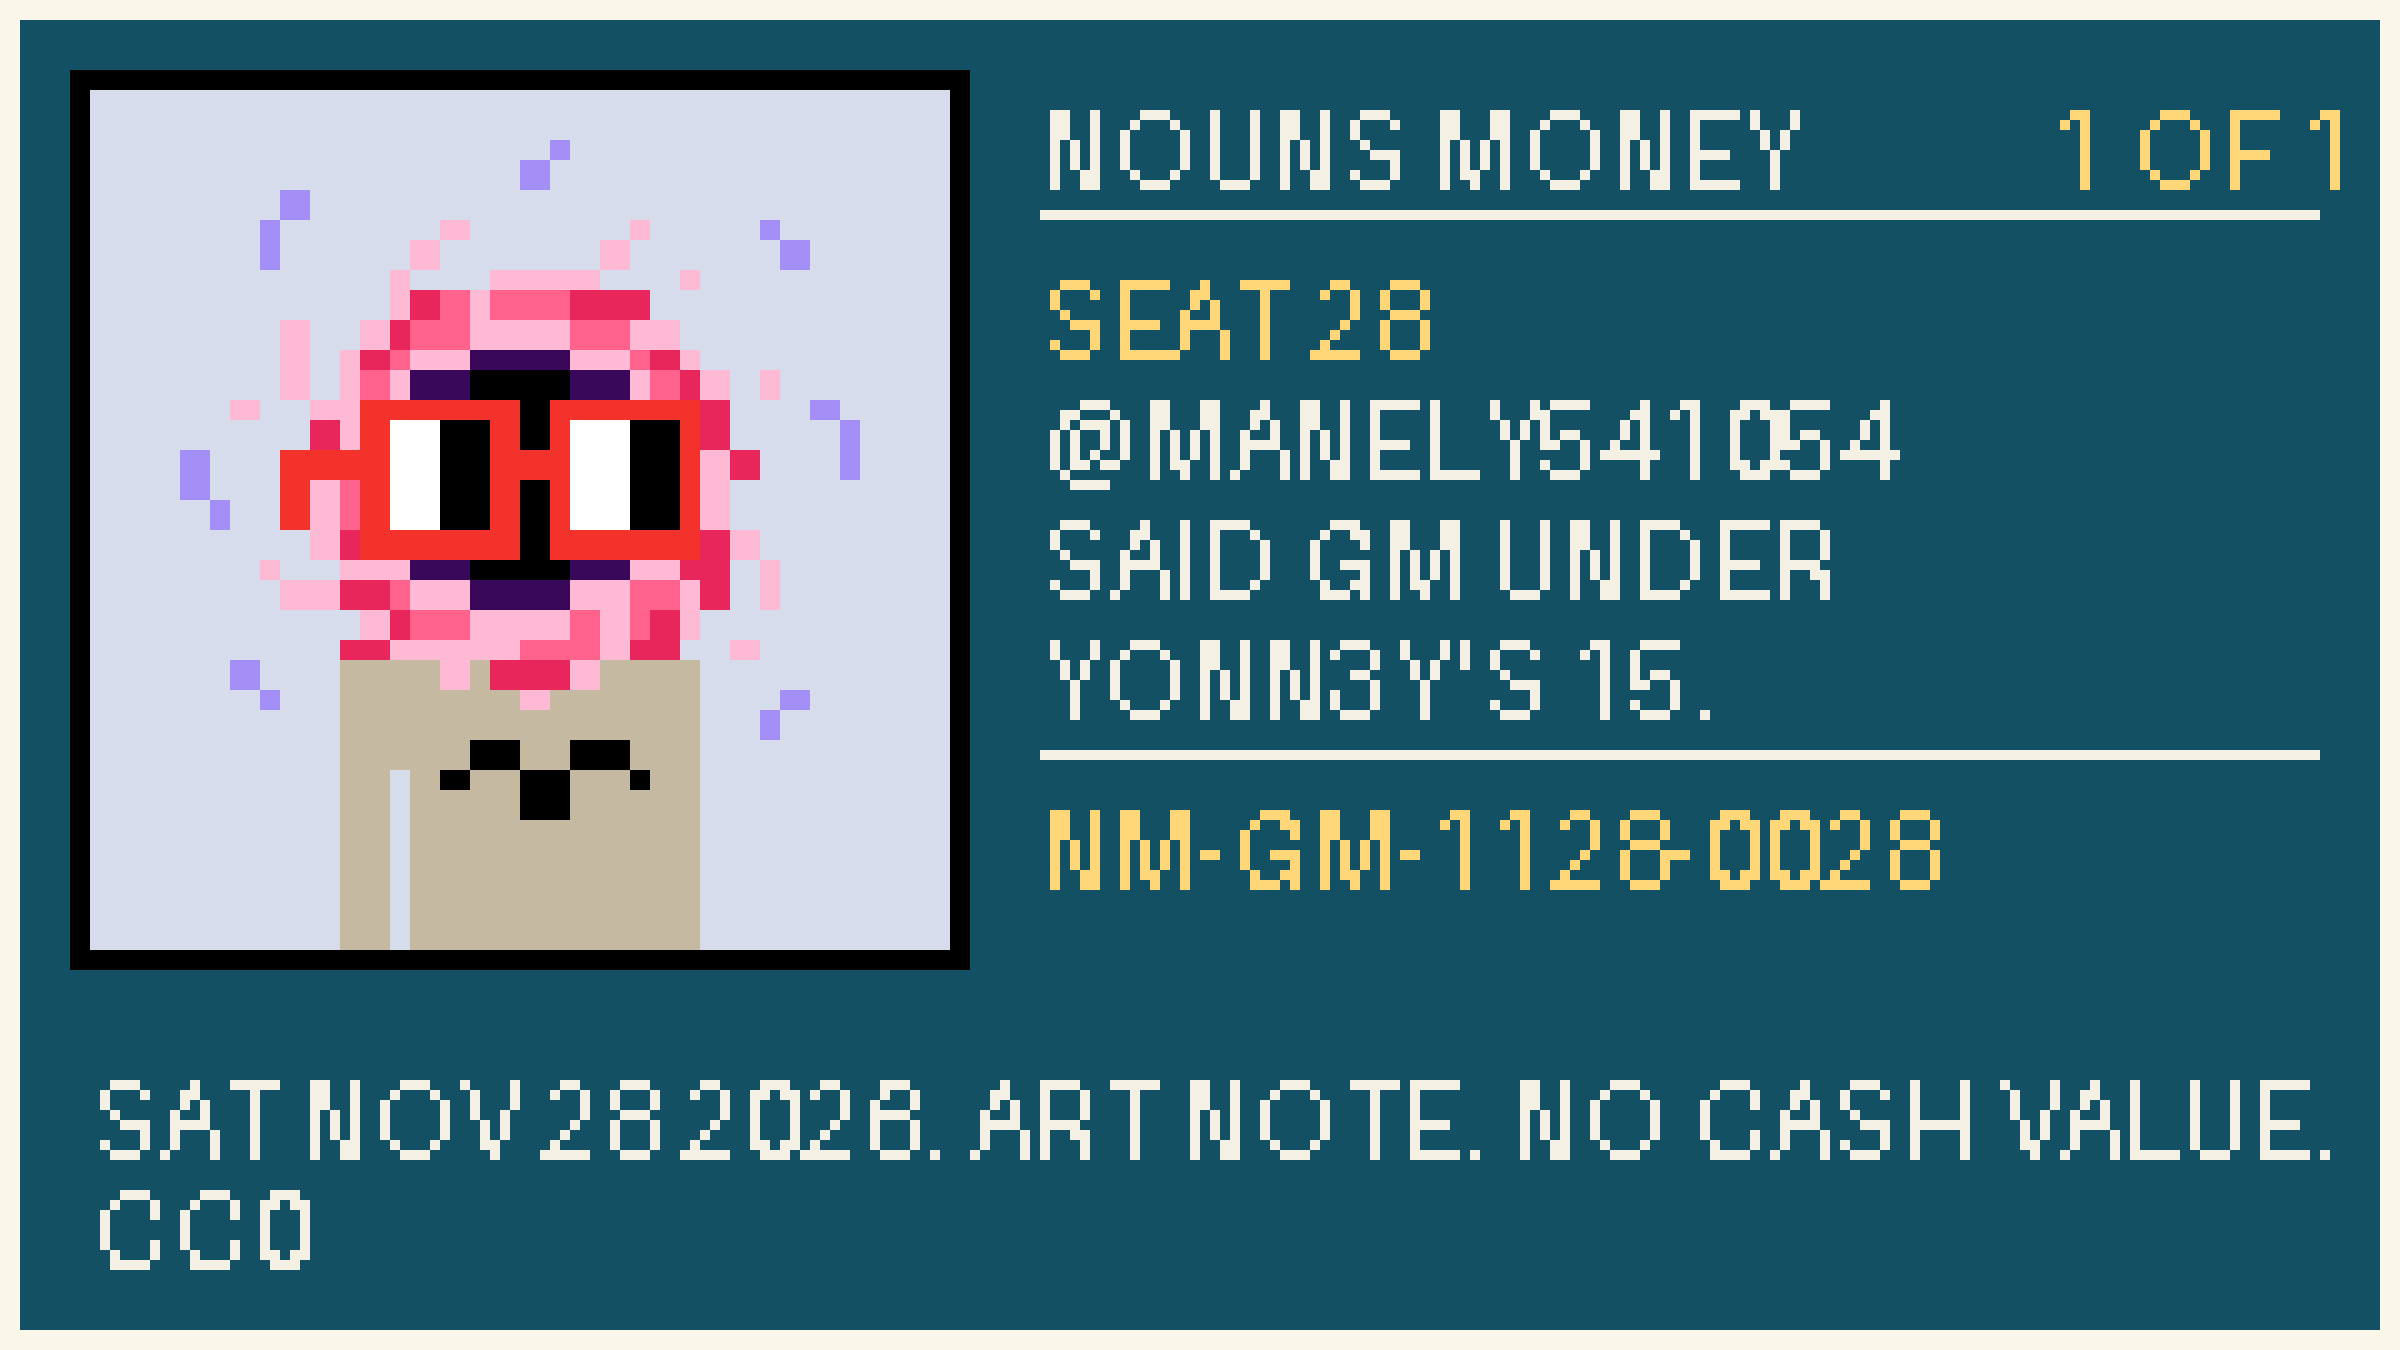 NOUNS MONEY 1 OF 1
SEAT 28
@MANELY541054
SAID GM UNDER
YONN3Y'S 15.
NM-GM-1128-0028
SAT NOV 28 2026. ART NOTE. NO CASH VALUE.
CC0